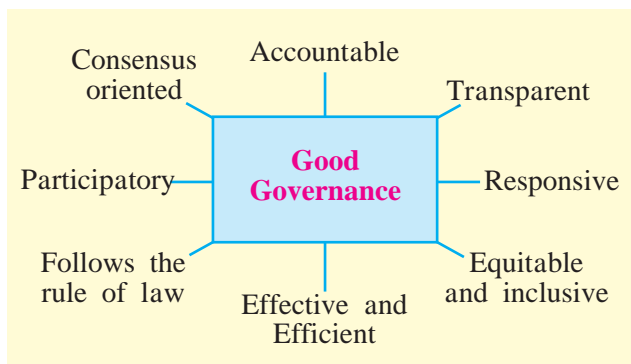 Accountable
Consensus
oriented
Transparent
Good
Governance
Participatory
Responsive
Follows the
rule of law
Equitable
and inclusive
Effective and
Efficient